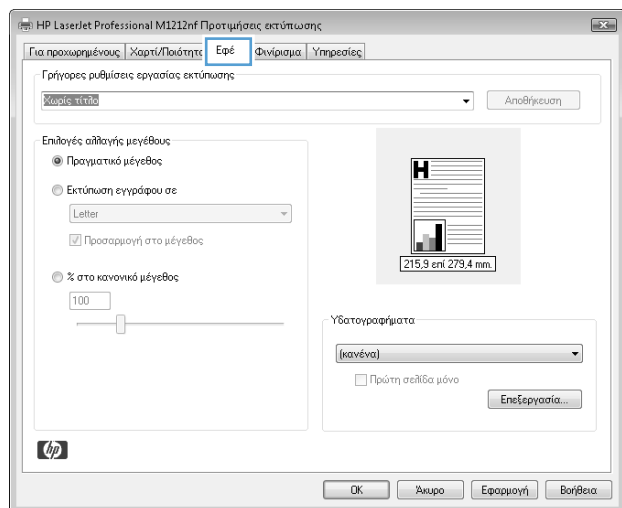 HP LaserJet Professional M1212nf Προτιμήσεις εκτύπωσης
Για προχωρημένους Χαρτί/Ποιότητα Εφέ Φινίρισμα Υπηρεσίες
Γρήγορες ρυθμίσεις εργασίας εκτύπωσης
Χωρίς τίτλο
Αποθήκευση
Επιλογές αλλαγής μεγέθους
Πραγματικό μέγεθος
Εκτύπωση εγγράφου σε
Letter
Προσαρμογή στο μέγεθος
% στο κανονικό μέγεθος
100
H
215,9 επί 279,4 mm.
Υδατογραφήματα
(κανένα)
Πρώτη σελίδα μόνο
Επεξεργασία...
hp
OK Άκυρο Εφαρμογή Βοήθεια